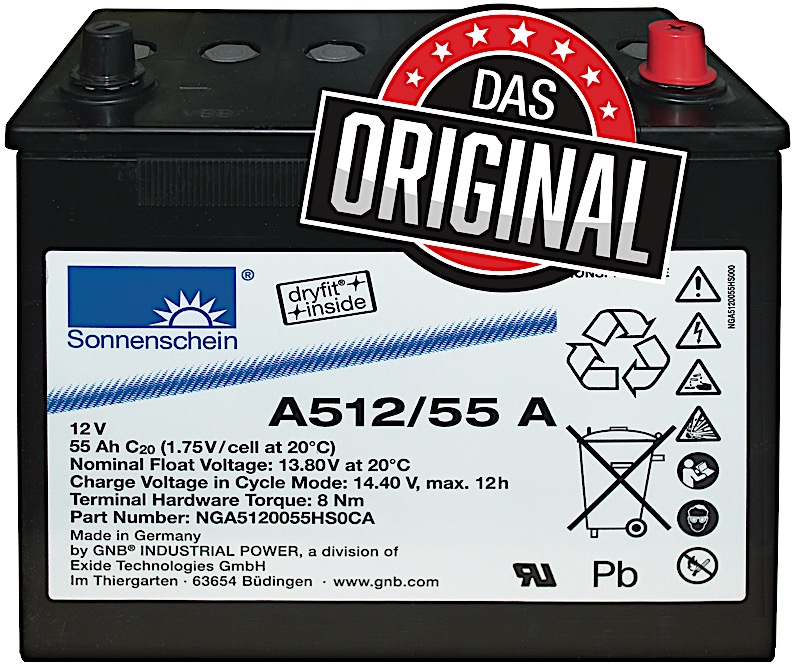 DAS
ORIGINAL
Sonnenschein®
dryfit®
inside
NGA5120055HS000
A512/55 A
12 V
55 Ah C20 (1.75V/cell at 20°C)
Nominal Float Voltage: 13.80V at 20°C
Charge Voltage in Cycle Mode: 14.40 V, max. 12h
Terminal Hardware Torque: 8 Nm
Part Number: NGA5120055HS0CA
Made in Germany
by GNB® INDUSTRIAL POWER, a division of
Exide Technologies GmbH
Im Thiergarten · 63654 Büdingen · www.gnb.com
Pb